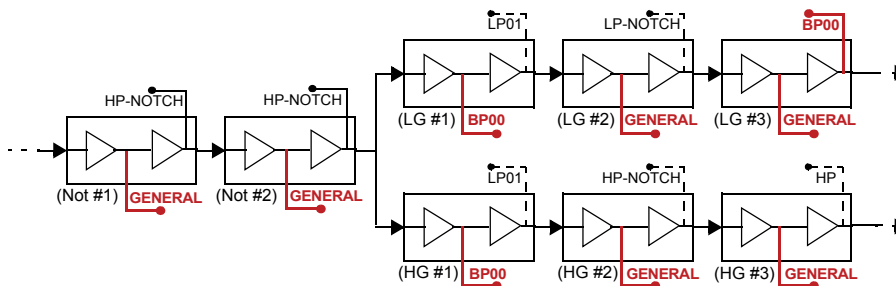 LP01
LP-NOTCH
BP00
HP-NOTCH
HP-NOTCH
(LG #1)
BP00
(LG #2)
GENERAL
(LG #3)
GENERAL
LP01
HP-NOTCH
HP
(Not #1)
GENERAL
(Not #2)
GENERAL
(HG #1)
BP00
(HG #2)
GENERAL
(HG #3)
GENERAL